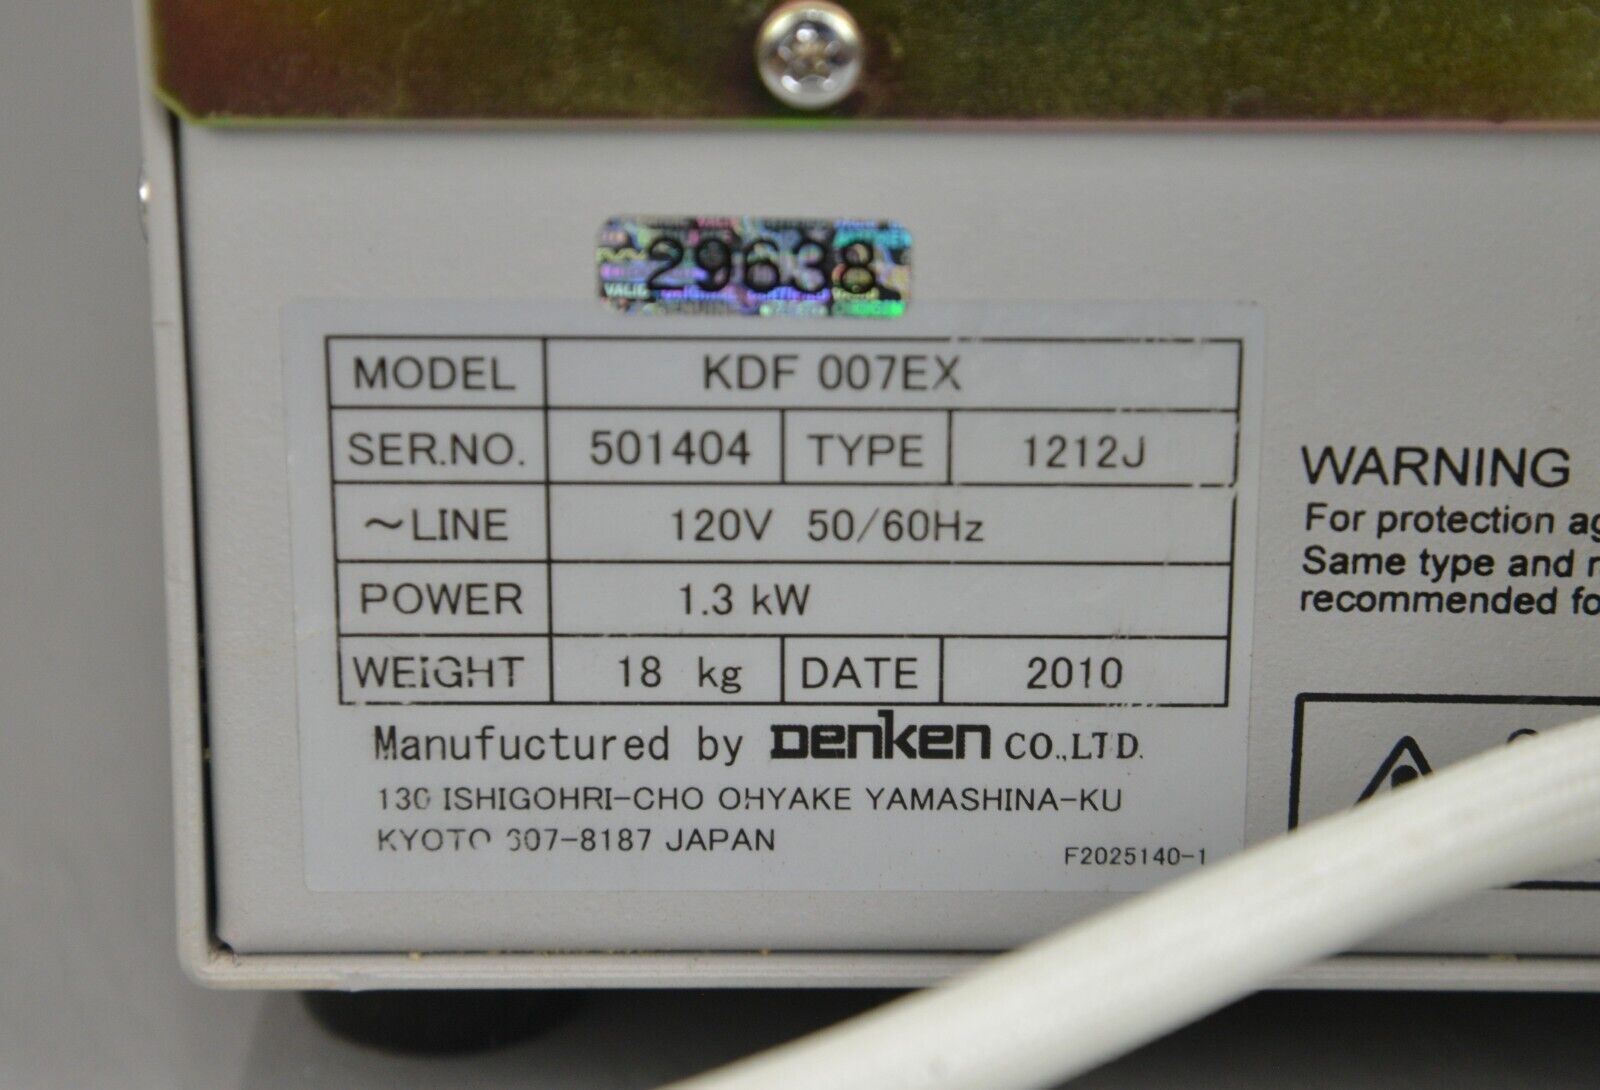 29638
VALID ORIGINAL
MODEL KDF 007EX
SER.NO. 501404 TYPE 1212J
～LINE 120V 50/60Hz
POWER 1.3 kW
WEIGHT 18 kg DATE 2010
Manufuctured by DENKEN CO.,LTD.
130 ISHIGOHRI-CHO OHYAKE YAMASHINA-KU
KYOTO 607-8187 JAPAN
F2025140-1
WARNING
For protection ag
Same type and r
recommended fo